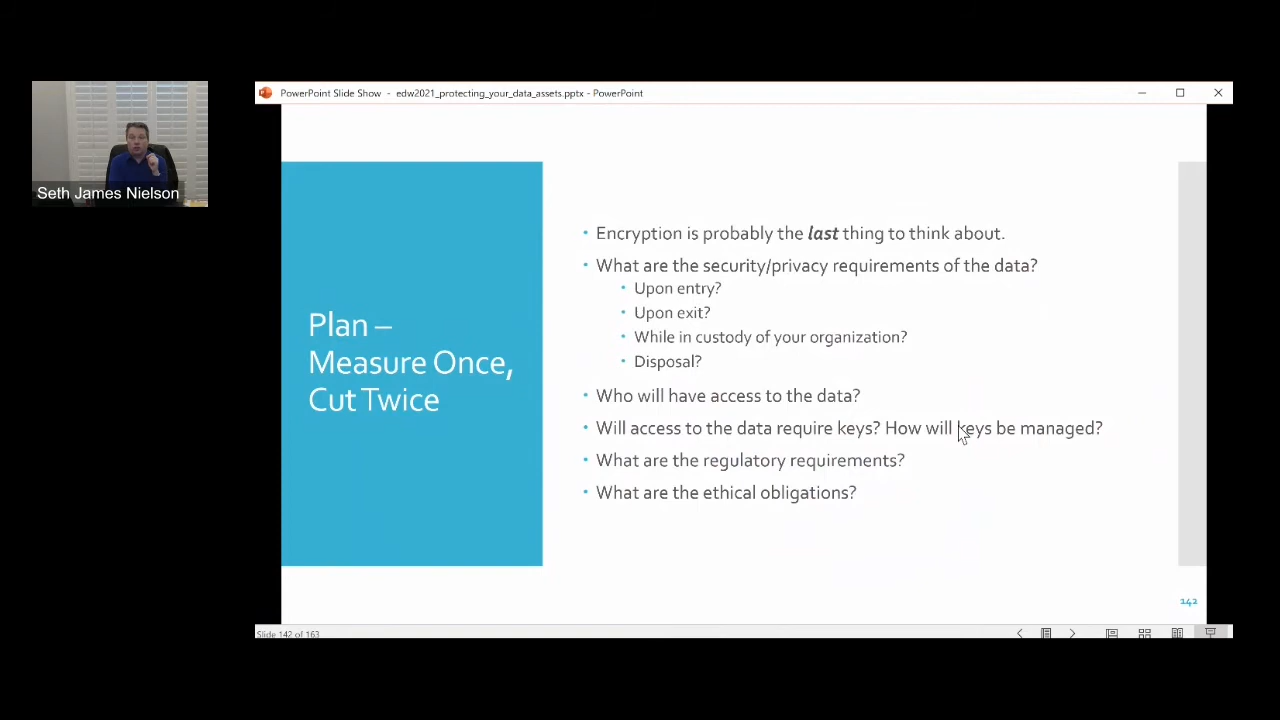 PowerPoint Slide Show - edw2021_protecting_your_data_assets.pptx - PowerPoint
Seth James Nielson
Plan –
Measure Once,
Cut Twice
• Encryption is probably the last thing to think about.
• What are the security/privacy requirements of the data?
• Upon entry?
• Upon exit?
• While in custody of your organization?
• Disposal?
• Who will have access to the data?
• Will access to the data require keys? How will keys be managed?
• What are the regulatory requirements?
• What are the ethical obligations?
142
Slide 142 of 163